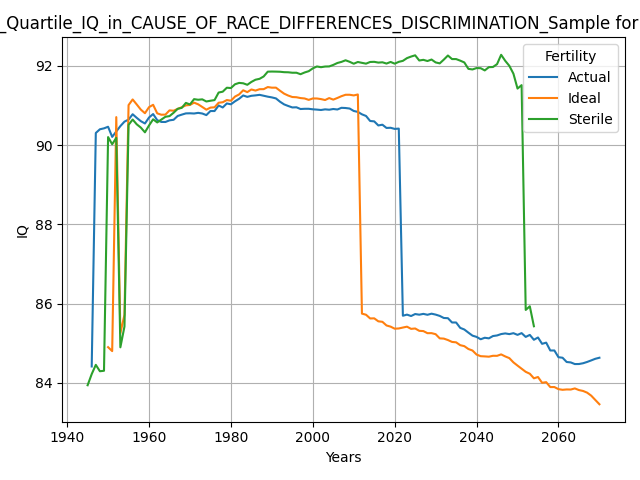 _Quartile_IQ_in_CAUSE_OF_RACE_DIFFERENCES_DISCRIMINATION_Sample for
Fertility
Actual
Ideal
Sterile
IQ
92
90
88
86
84
1940
1960
1980
2000
2020
2040
2060
Years